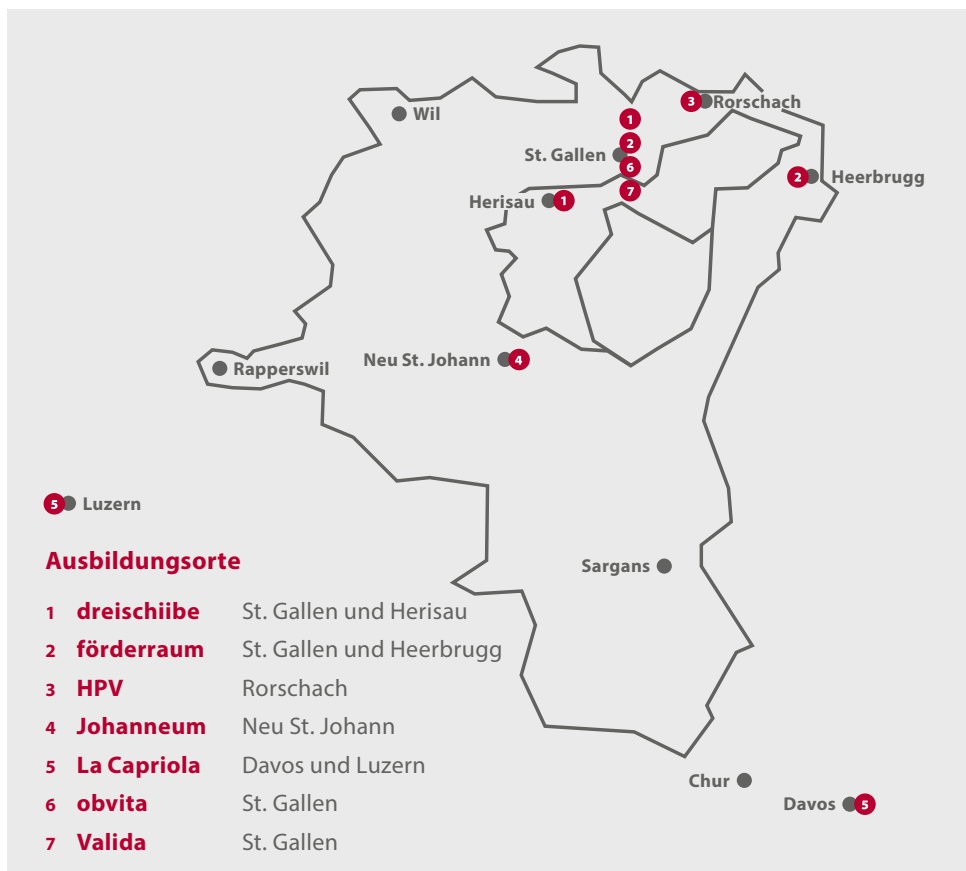 3 Rorschach
Wil
1
2
St. Gallen
6
2 Heerbrugg
7
Herisau 1
Neu St. Johann 4
Rapperswil
5 Luzern
Ausbildungsorte
Sargans
1 dreischiibe St. Gallen und Herisau
2 förderraum St. Gallen und Heerbrugg
3 HPV Rorschach
4 Johanneum Neu St. Johann
5 La Capriola Davos und Luzern
Chur
6 obvita St. Gallen
Davos 5
7 Valida St. Gallen